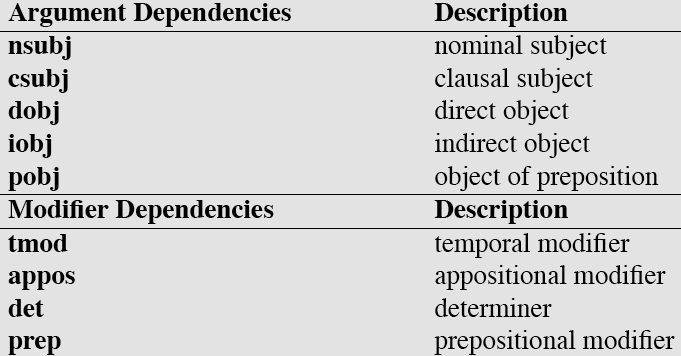 Argument Dependencies Description
nsubj nominal subject
csubj clausal subject
dobj direct object
iobj indirect object
pobj object of preposition
Modifier Dependencies Description
tmod temporal modifier
appos appositional modifier
det determiner
prep prepositional modifier